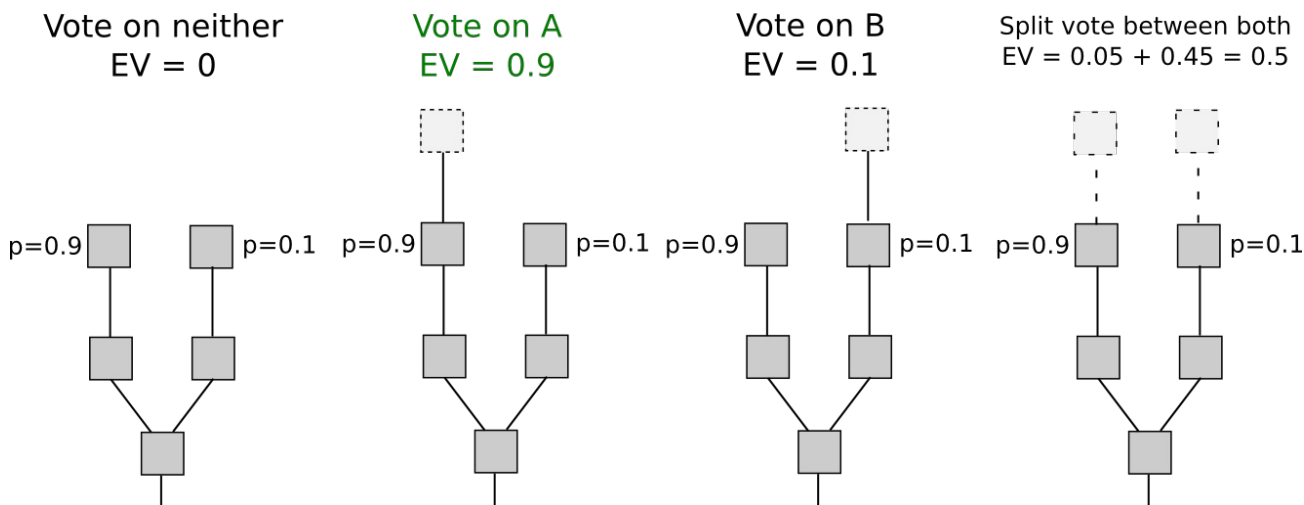 Vote on neither
EV = 0
Vote on A
EV = 0.9
Vote on B
EV = 0.1
Split vote between both
EV = 0.05 + 0.45 = 0.5
p=0.9
p=0.1
p=0.9
p=0.1
p=0.9
p=0.1
p=0.9
p=0.1